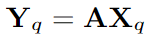 Y_q = AX_q